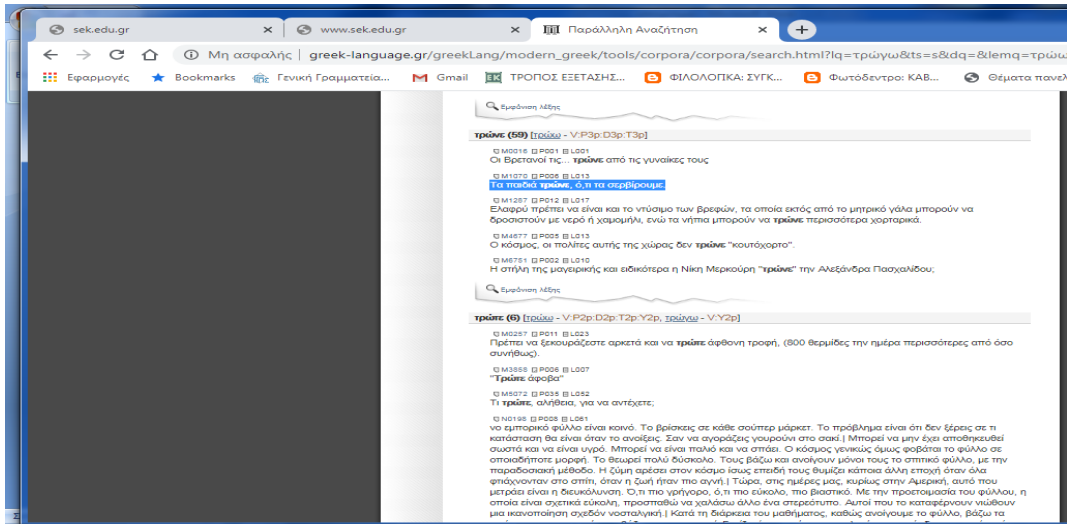 sek.edu.gr
www.sek.edu.gr
Παράλληλη Αναζήτηση
Μη ασφαλής | greek-language.gr/greekLang/modern_greek/tools/corpora/corpora/search.html?lq=τρώγω&ts=s&dq=&lemq=τρώω
Εφαρμογές Bookmarks Γενική Γραμματεία... Gmail ΤΡΟΠΟΣ ΕΞΕΤΑΣΗΣ... ΦΙΛΟΛΟΓΙΚΑ: ΣΥΓΚ... Φωτόδεντρο: ΚΑΒ... Θέματα πανελ
Εμφάνιση λέξης
τρώνε (59) [τρώω - V:P3p:D3p:T3p]
M0016 P001 L001
Οι Βρετανοί τις... τρώνε από τις γυναίκες τους
M1070 P006 L013
Τα παιδιά τρώνε, ό,τι τα σερβίρουμε.
M1287 P012 L017
Ελαφρύ πρέπει να είναι και το ντύσιμο των βρεφών, τα οποία εκτός από το μητρικό γάλα μπορούν να
δροσιστούν με νερό ή χαμομήλι, ενώ τα νήπια μπορούν να τρώνε περισσότερα χορταρικά.
M4677 P005 L013
Ο κόσμος, οι πολίτες αυτής της χώρας δεν τρώνε "κουτόχορτο".
M6751 P002 L010
Η στήλη της μαγειρικής και ειδικότερα η Νίκη Μερκούρη "τρώνε" την Αλεξάνδρα Πασχαλίδου;
Εμφάνιση λέξης
τρώτε (6) [τρώω - V:P2p:D2p:T2p:Y2p, τρώγω - V:Y2p]
M0257 P011 L023
Πρέπει να ξεκουράζεστε αρκετά και να τρώτε άφθονη τροφή, (800 θερμίδες την ημέρα περισσότερες από όσο
συνήθως).
M3888 P006 L007
"Τρώτε άφοβα"
M5072 P035 L052
Τι τρώτε, αλήθεια, για να αντέχετε;
N0198 P008 L061
νο εμπορικό φύλλο είναι κοινό. Το βρίσκεις σε κάθε σούπερ μάρκετ. Το πρόβλημα είναι ότι δεν ξέρεις σε τι
κατάσταση θα είναι όταν το ανοίξεις. Σαν να αγοράζεις γουρούνι στο σακί.| Μπορεί να μην έχει αποθηκευθεί
σωστά και να είναι υγρό. Μπορεί να είναι παλιό και να σπάει. Ο κόσμος γενικώς όμως φοβάται το φύλλο σε
οποιαδήποτε μορφή. Το θεωρεί πολύ δύσκολο. Τους βάζω και ανοίγουν μόνοι τους το σπιτικό φύλλο, με την
παραδοσιακή μέθοδο. Η ζύμη αρέσει στον κόσμο ίσως επειδή τους θυμίζει κάποια άλλη εποχή όταν όλα
φτιάχνονταν στο σπίτι, όταν η ζωή ήταν πιο αγνή.| Τώρα, στις ημέρες μας, κυρίως στην Αμερική, αυτό που
μετράει είναι η διευκόλυνση. Ό,τι πιο γρήγορο, ό,τι πιο εύκολο, πιο βιαστικό. Με την προετοιμασία του φύλλου, η
οποία είναι σχετικά εύκολη, προσπαθώ να χαλάσω άλλο ένα στερεότυπο. Αυτοί που το καταφέρνουν νιώθουν
μια ικανοποίηση σχεδόν νοσταλγική.| Κατά τη διάρκεια του μαθήματος, καθώς ανοίγουμε το φύλλο, βάζω τα